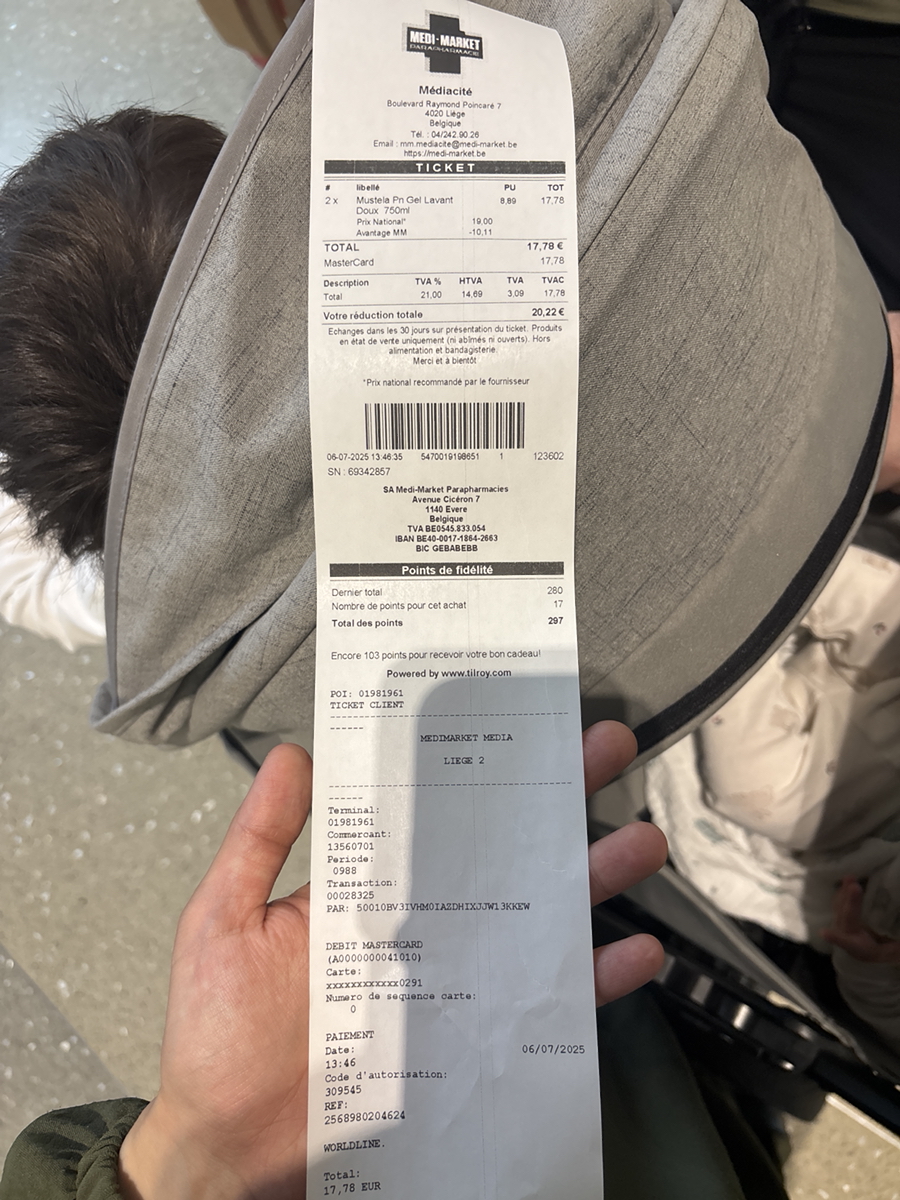 MEDI-MARKET
PARAPHARMACIE
Médiacité
Boulevard Raymond Poincaré 7
4020 Liège
Belgique
Tél. : 04/242.90.26
Email : mm.mediacite@medi-market.be
https://medi-market.be
TICKET
# libellé PU TOT
2 x Mustela Pn Gel Lavant 8,89 17,78
Doux 750ml
Prix National* 19,00
Avantage MM -10,11
TOTAL 17,78 €
MasterCard 17,78
Description TVA % HTVA TVA TVAC
Total 21,00 14,69 3,09 17,78
Votre réduction totale 20,22 €
Echanges dans les 30 jours sur présentation du ticket. Produits
en état de vente uniquement (ni abîmés ni ouverts). Hors
alimentation et bandagisterie.
Merci et à bientôt
*Prix national recommandé par le fournisseur
06-07-2025 13:46:35 5470019198651 1 123602
SN : 69342857
SA Medi-Market Parapharmacies
Avenue Cicéron 7
1140 Evere
Belgique
TVA BE0545.833.054
IBAN BE40-0017-1864-2663
BIC GEBABEBB
Points de fidélité
Dernier total 280
Nombre de points pour cet achat 17
Total des points 297
Encore 103 points pour recevoir votre bon cadeau!
Powered by www.tilroy.com
POI: 01981961
TICKET CLIENT
------
MEDIMARKET MEDIA
LIEGE 2
------
Terminal:
01981961
Commercant:
13560701
Periode:
0988
Transaction:
00028325
PAR: 50010BV3IVHM0IAZDHIXJJW13KKEW
DEBIT MASTERCARD
(A0000000041010)
Carte:
xxxxxxxxxxxx0291
Numero de sequence carte:
0
PAIEMENT
Date: 06/07/2025
13:46
Code d'autorisation:
309545
REF:
2568980204624
WORLDLINE.
Total:
17,78 EUR